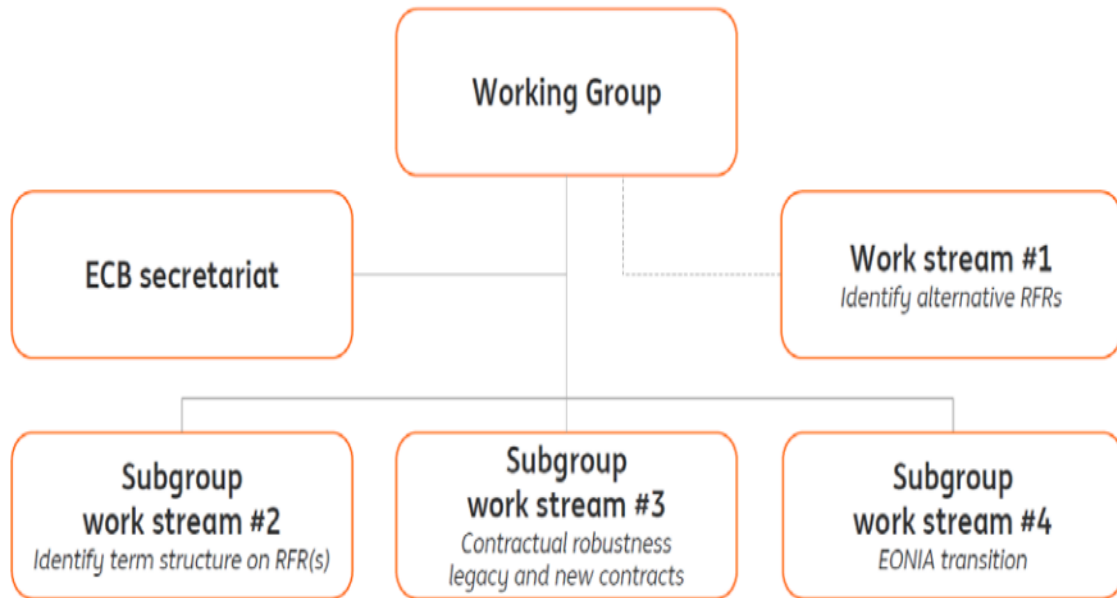 Working Group
ECB secretariat
Work stream #1
Identify alternative RFRs
Subgroup
work stream #2
Identify term structure on RFR(s)
Subgroup
work stream #3
Contractual robustness
legacy and new contracts
Subgroup
work stream #4
EONIA transition